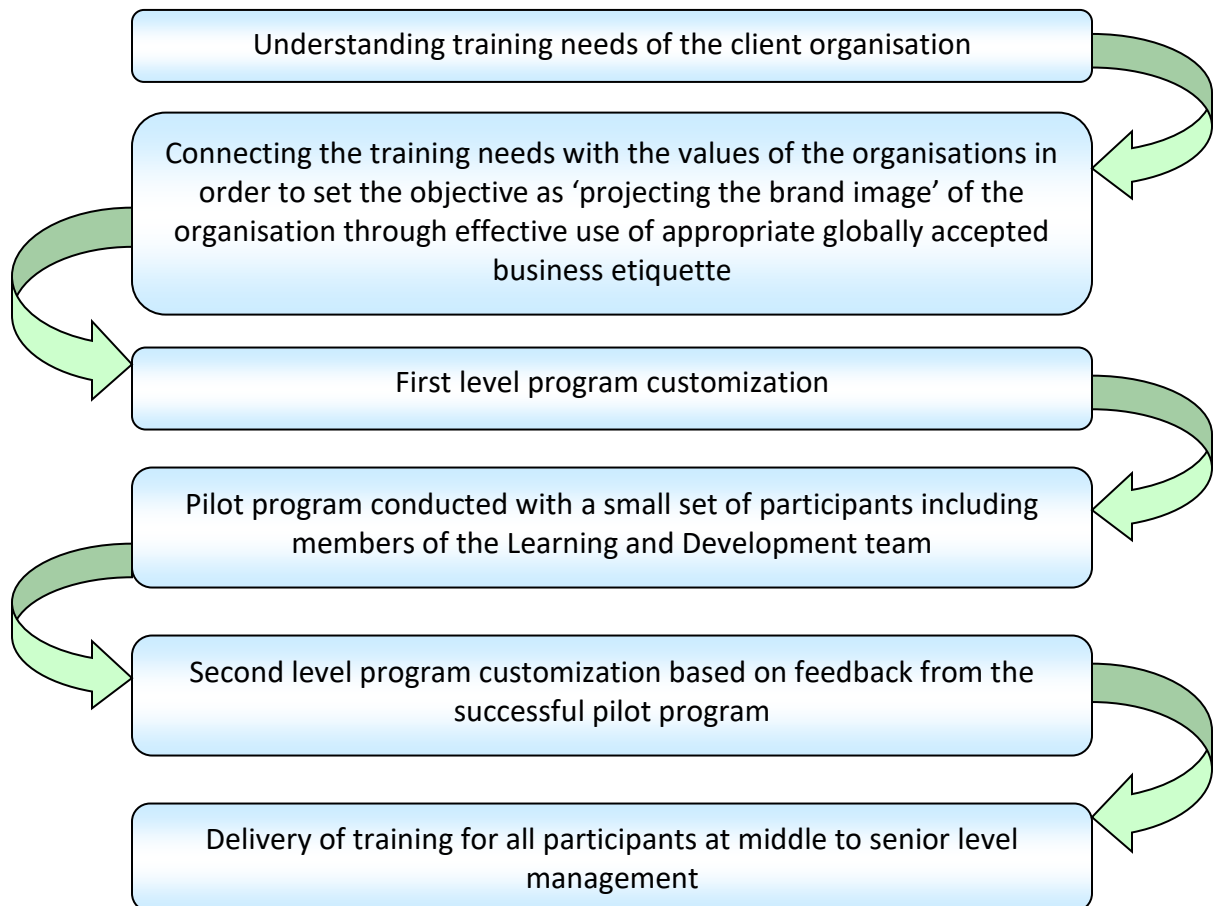 Understanding training needs of the client organisation
Connecting the training needs with the values of the organisations in
order to set the objective as ‘projecting the brand image’ of the
organisation through effective use of appropriate globally accepted
business etiquette
First level program customization
Pilot program conducted with a small set of participants including
members of the Learning and Development team
Second level program customization based on feedback from the
successful pilot program
Delivery of training for all participants at middle to senior level
management